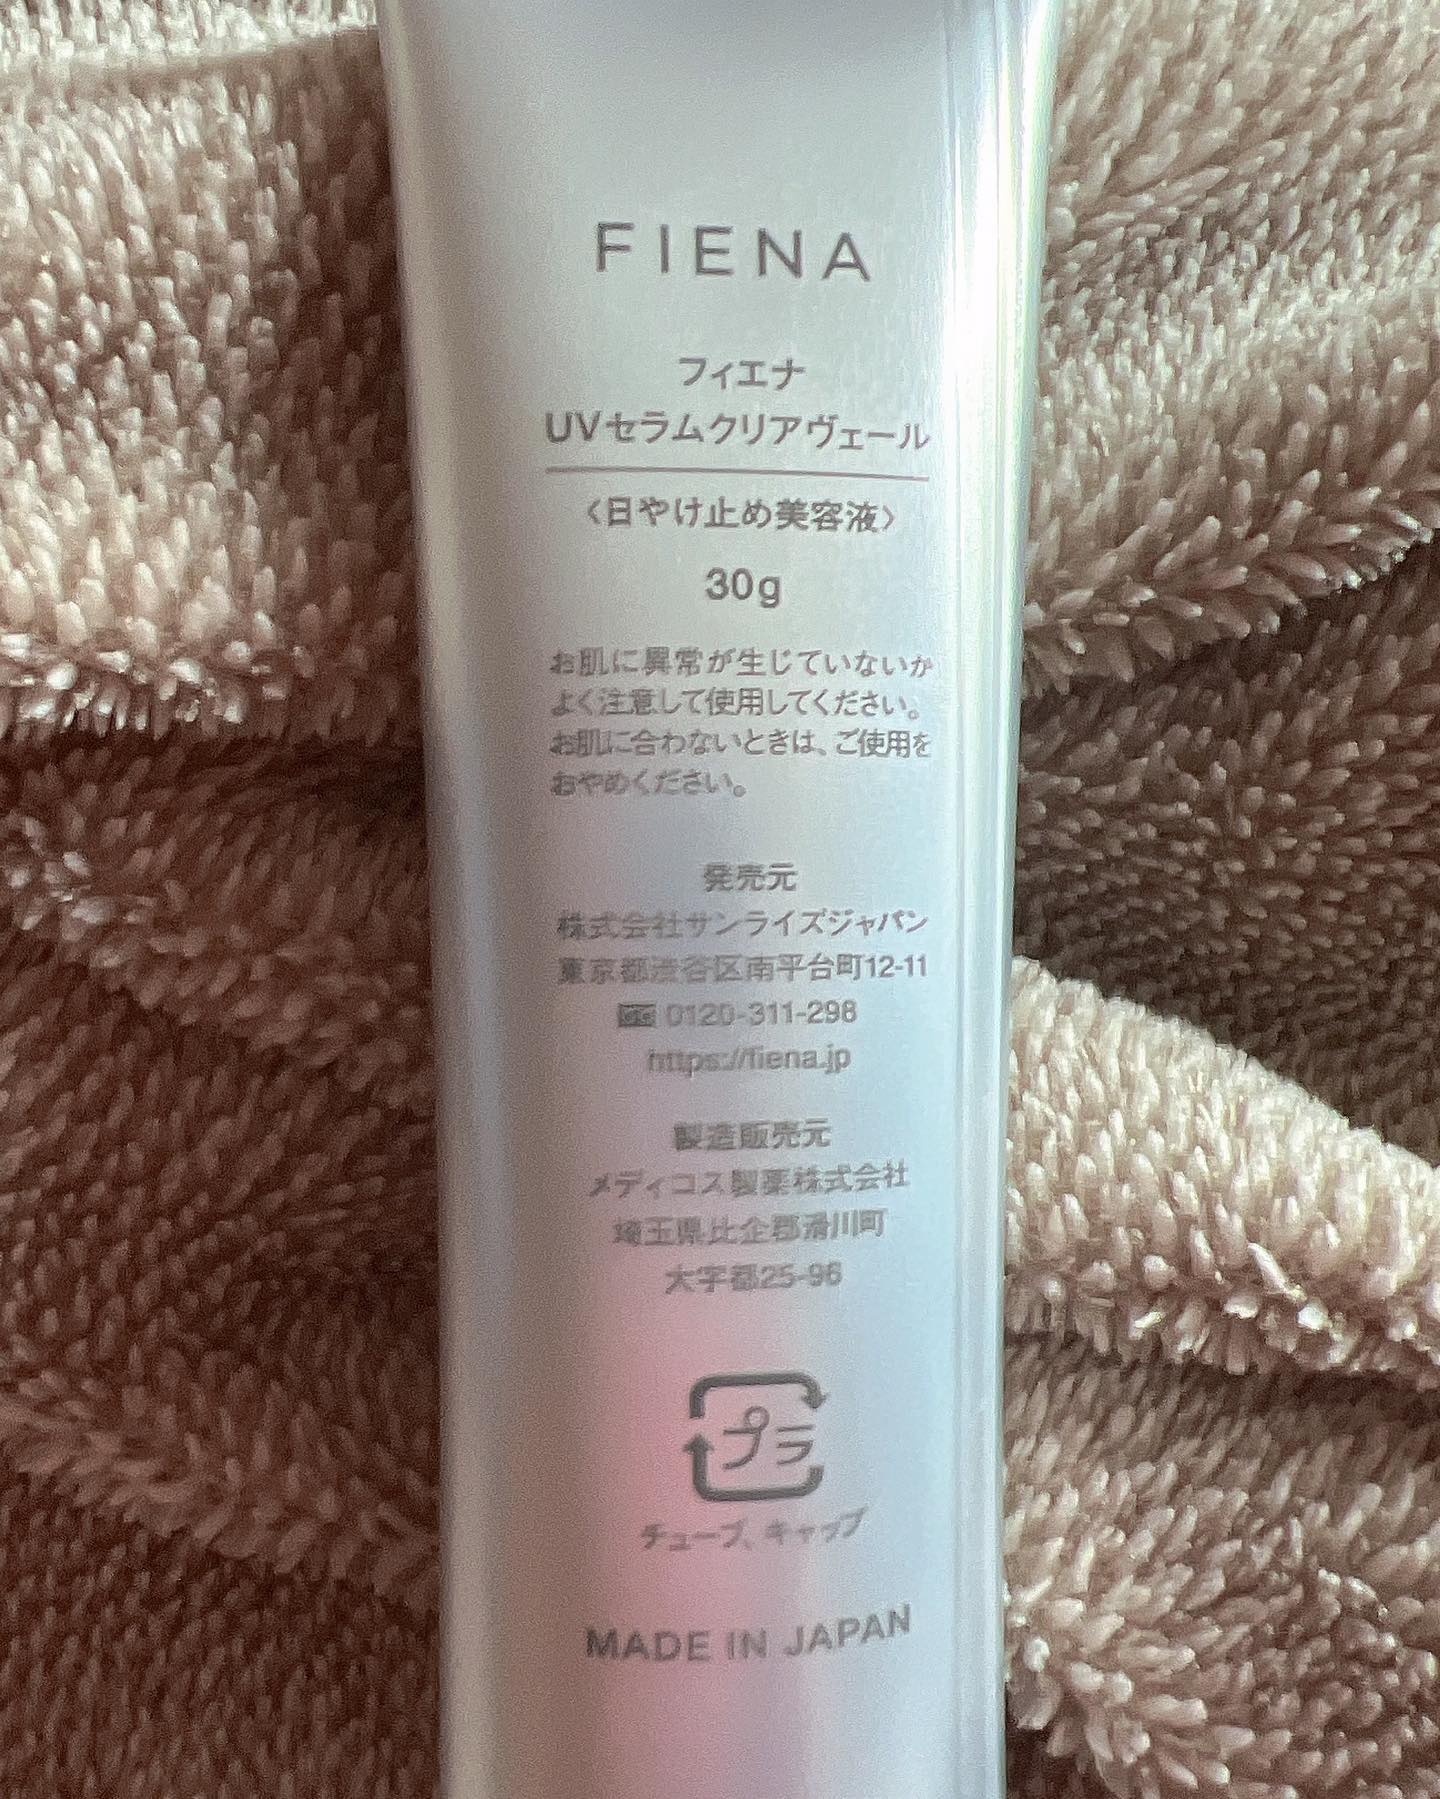 FIENA
フィエナ
UVセラムクリアヴェール
〈日やけ止め美容液〉
30g
お肌に異常が生じていないか
よく注意して使用してください。
お肌に合わないときは、ご使用を
おやめください。
発売元
株式会社サンライズジャパン
東京都渋谷区南平台町12-11
0120-311-298
https://fiena.jp
製造販売元
メディコス製薬株式会社
埼玉県比企郡滑川町
大字都25-96
プラ
チューブ、キャップ
MADE IN JAPAN